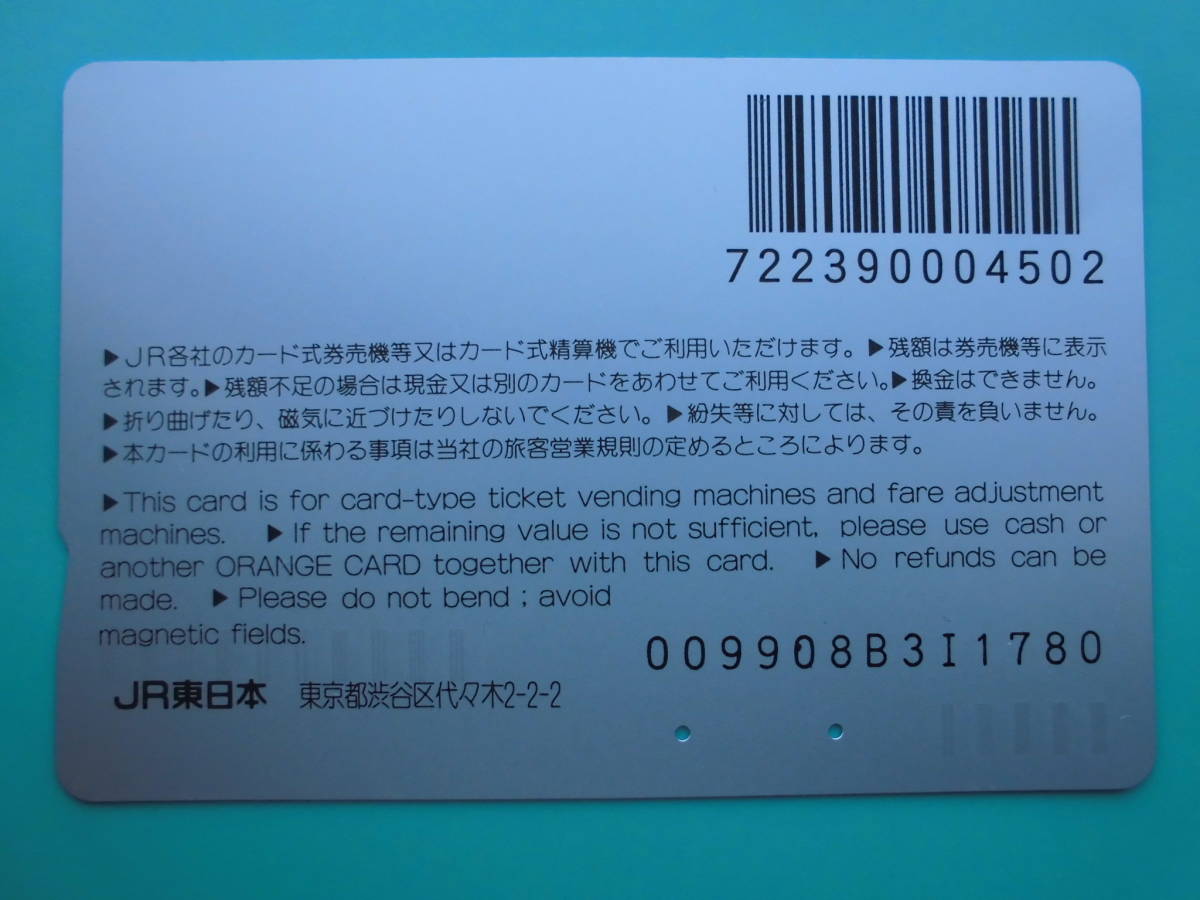 722390004502
▶JR各社のカード式券売機等又はカード式精算機でご利用いただけます。▶残額は券売機等に表示
されます。▶残額不足の場合は現金又は別のカードをあわせてご利用ください。▶換金はできません。
▶折り曲げたり、磁気に近づけたりしないでください。▶紛失等に対しては、その責を負いません。
▶本カードの利用に係わる事項は当社の旅客営業規則の定めるところによります。
▶This card is for card-type ticket vending machines and fare adjustment
machines. ▶If the remaining value is not sufficient, please use cash or
another ORANGE CARD together with this card. ▶No refunds can be
made. ▶Please do not bend ; avoid
magnetic fields.
009908B3I1780
JR東日本 東京都渋谷区代々木2-2-2